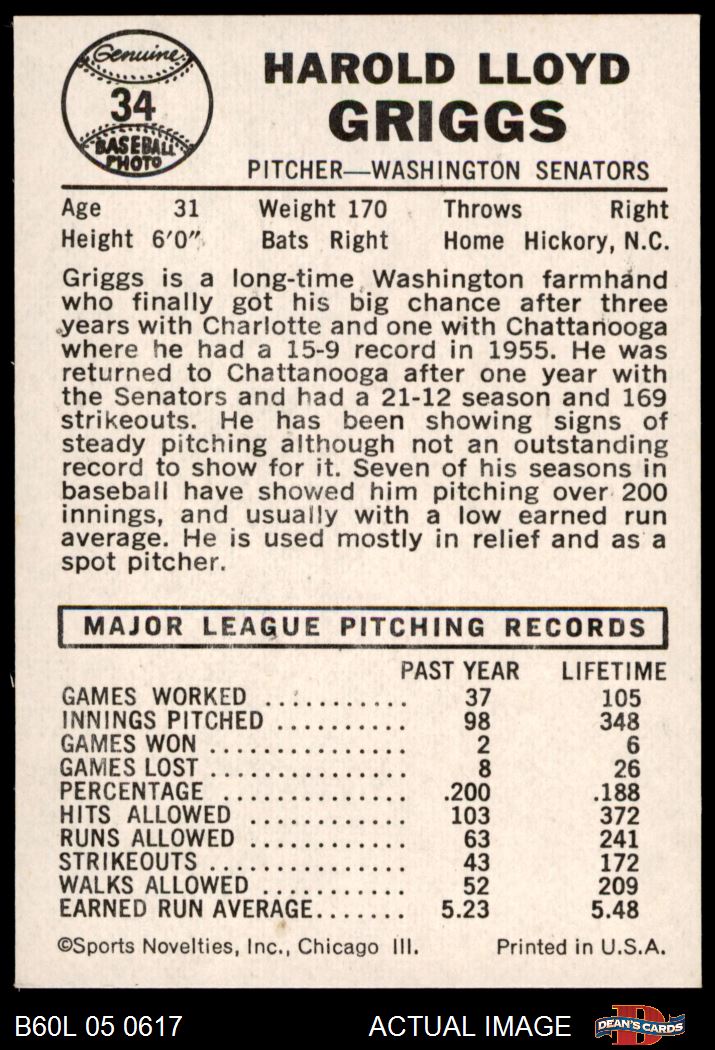 Genuine
34
BASEBALL
PHOTO
HAROLD LLOYD
GRIGGS
PITCHER—WASHINGTON SENATORS
Age 31 Weight 170 Throws Right
Height 6'0" Bats Right Home Hickory, N.C.
Griggs is a long-time Washington farmhand
who finally got his big chance after three
years with Charlotte and one with Chattanooga
where he had a 15-9 record in 1955. He was
returned to Chattanooga after one year with
the Senators and had a 21-12 season and 169
strikeouts. He has been showing signs of
steady pitching although not an outstanding
record to show for it. Seven of his seasons in
baseball have showed him pitching over 200
innings, and usually with a low earned run
average. He is used mostly in relief and as a
spot pitcher.
MAJOR LEAGUE PITCHING RECORDS
PAST YEAR LIFETIME
GAMES WORKED ........... 37 105
INNINGS PITCHED .......... 98 348
GAMES WON .............. 2 6
GAMES LOST .............. 8 26
PERCENTAGE ............. .200 .188
HITS ALLOWED ............ 103 372
RUNS ALLOWED ........... 63 241
STRIKEOUTS .............. 43 172
WALKS ALLOWED .......... 52 209
EARNED RUN AVERAGE....... 5.23 5.48
©Sports Novelties, Inc., Chicago Ill. Printed in U.S.A.
B60L 05 0617 ACTUAL IMAGE DEAN'S CARDS